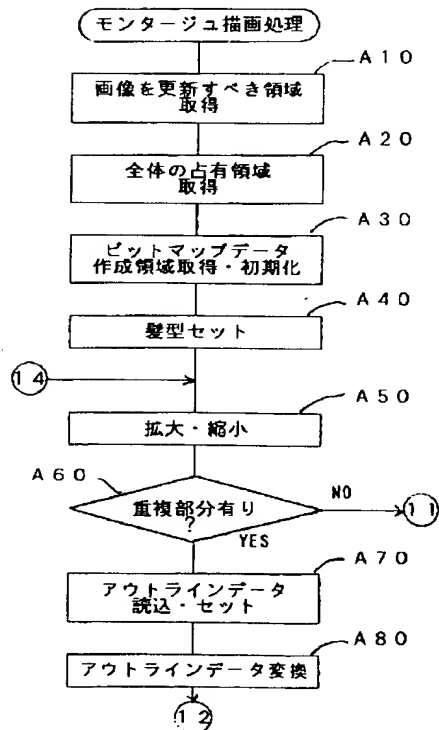 モンタージュ描画処理
A10
画像を更新すべき領域
取得
A20
全体の占有領域
取得
A30
ビットマップデータ
作成領域取得・初期化
A40
髪型セット
14
A50
拡大・縮小
A60
重複部分有り
?
NO
11
YES
A70
アウトラインデータ
読込・セット
A80
アウトラインデータ変換
12